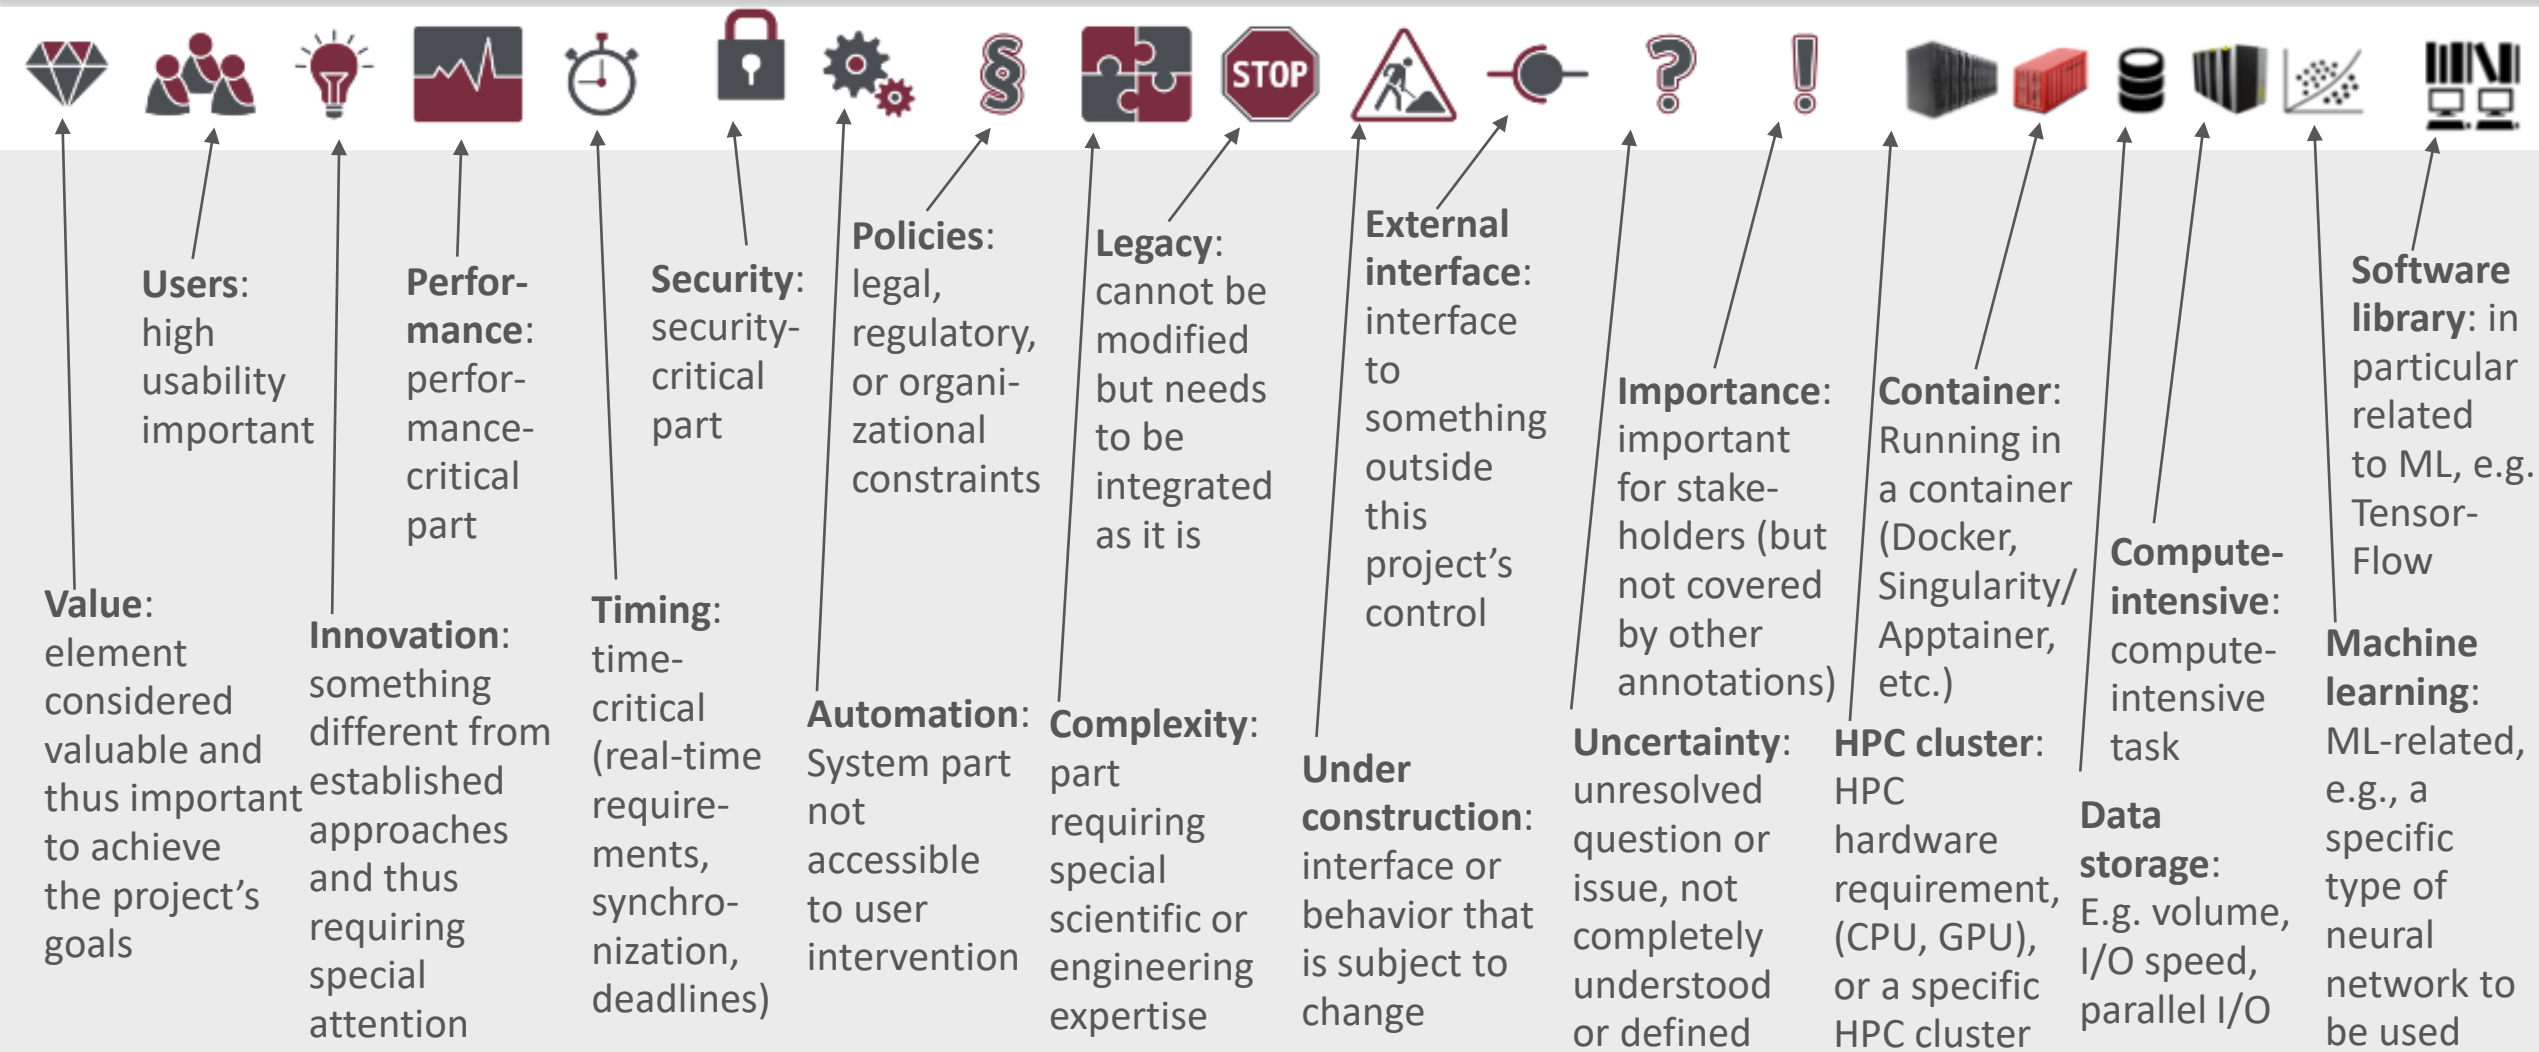 STOP
Value:
element
considered
valuable and
thus important
to achieve
the project's
goals
Users:
high
usability
important
Innovation:
something
different from
established
approaches
and thus
requiring
special
attention
Perfor-
mance:
perfor-
mance-
critical
part
Timing:
time-
critical
(real-time
require-
ments,
synchro-
nization,
deadlines)
Security:
security-
critical
part
Automation:
System part
not
accessible
to user
intervention
Policies:
legal,
regulatory,
or organi-
zational
constraints
Complexity:
part
requiring
special
scientific or
engineering
expertise
Legacy:
cannot be
modified
but needs
to be
integrated
as it is
Under
construction:
interface or
behavior that
is subject to
change
External
interface:
interface
to
something
outside
this
project's
control
Uncertainty:
unresolved
question or
issue, not
completely
understood
or defined
Importance:
important
for stake-
holders (but
not covered
by other
annotations)
HPC cluster:
HPC
hardware
requirement,
(CPU, GPU),
or a specific
HPC cluster
Container:
Running in
a container
(Docker,
Singularity/
Apptainer,
etc.)
Data
storage:
E.g. volume,
I/O speed,
parallel I/O
Compute-
intensive:
compute-
intensive
task
Machine
learning:
ML-related,
e.g., a
specific
type of
neural
network to
be used
Software
library: in
particular
related
to ML, e.g.
Tensor-
Flow